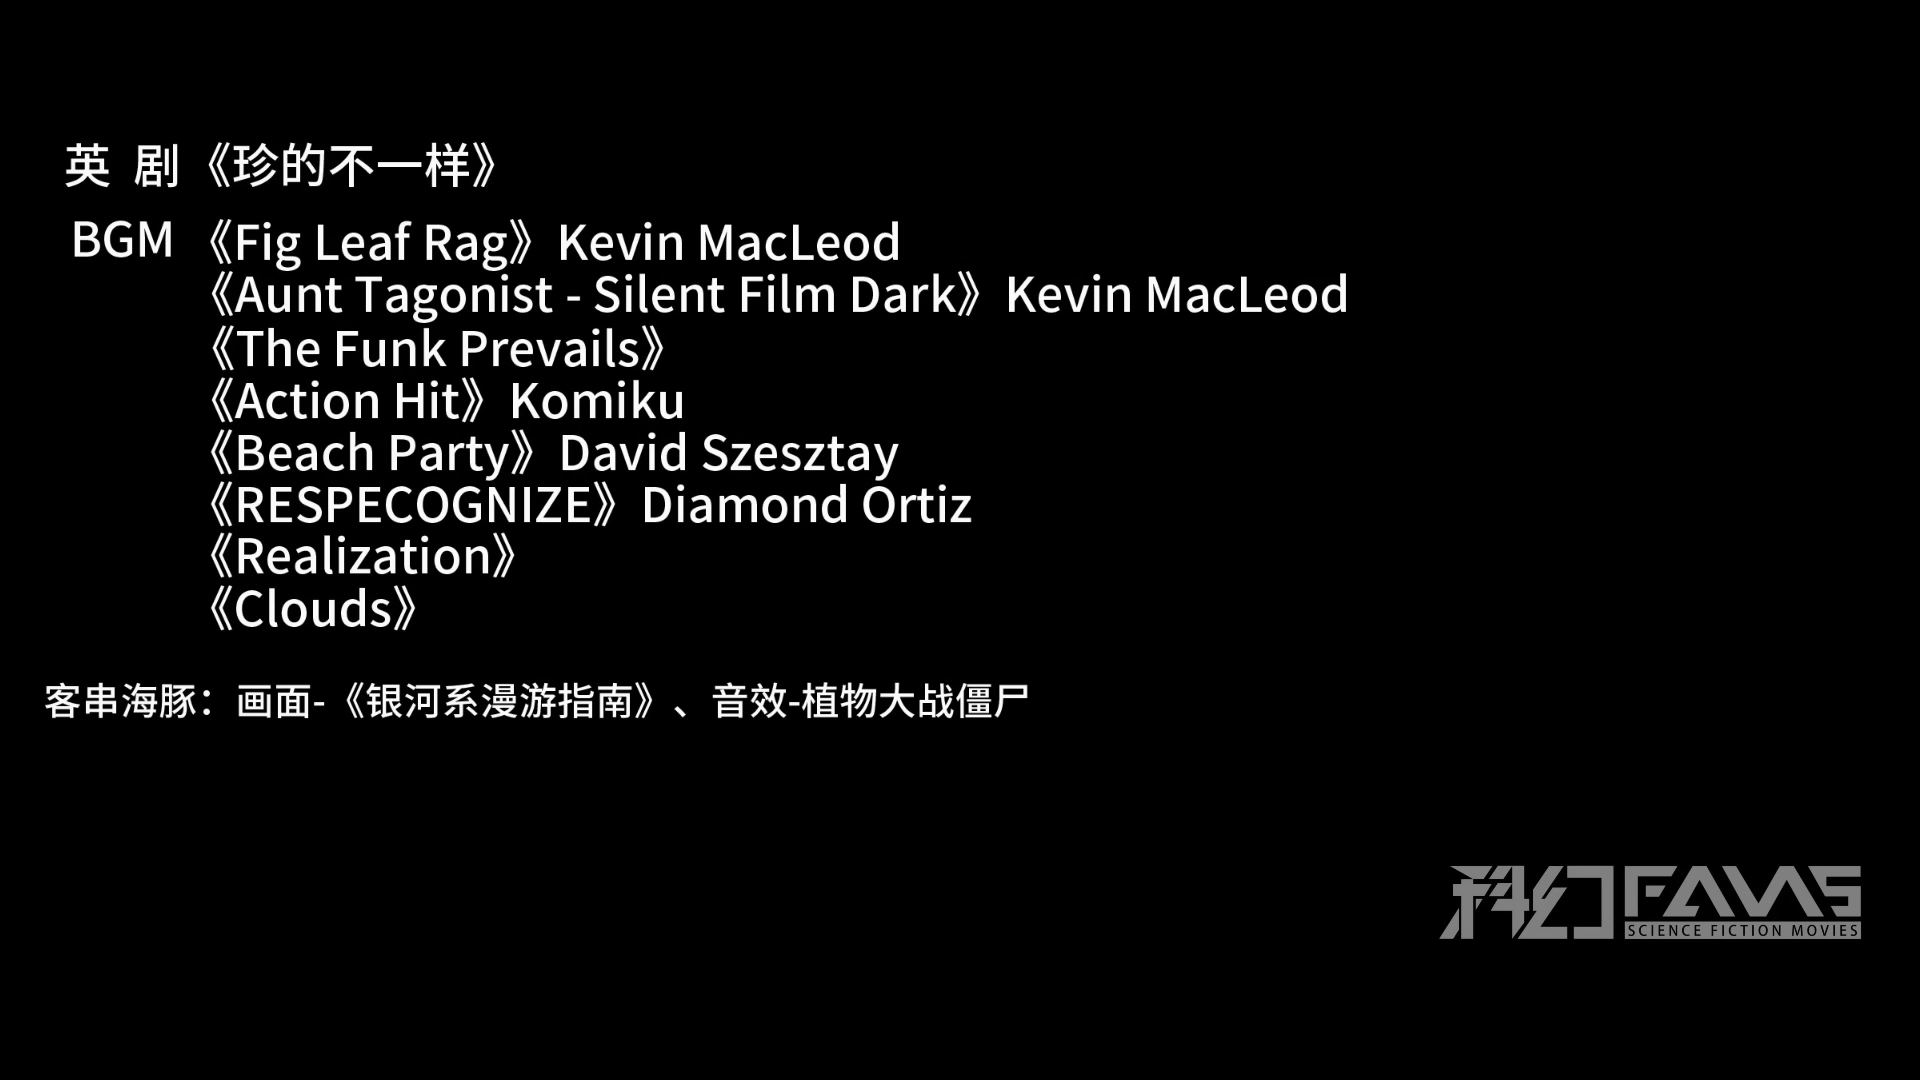 英 剧《珍的不一样》
BGM 《Fig Leaf Rag》Kevin MacLeod
《Aunt Tagonist - Silent Film Dark》Kevin MacLeod
《The Funk Prevails》
《Action Hit》Komiku
《Beach Party》David Szesztay
《RESPECOGNIZE》Diamond Ortiz
《Realization》
《Clouds》
客串海豚：画面-《银河系漫游指南》、音效-植物大战僵尸
科幻FANS
SCIENCE FICTION MOVIES